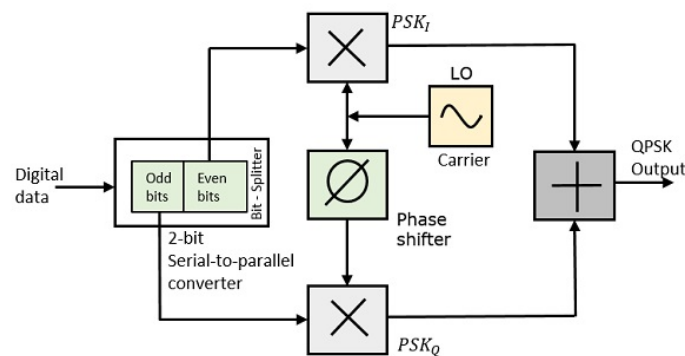 PSK_I
LO
Carrier
Digital
data
Odd
bits
Even
bits
Bit - Splitter
2-bit
Serial-to-parallel
converter
Phase
shifter
QPSK
Output
PSK_Q